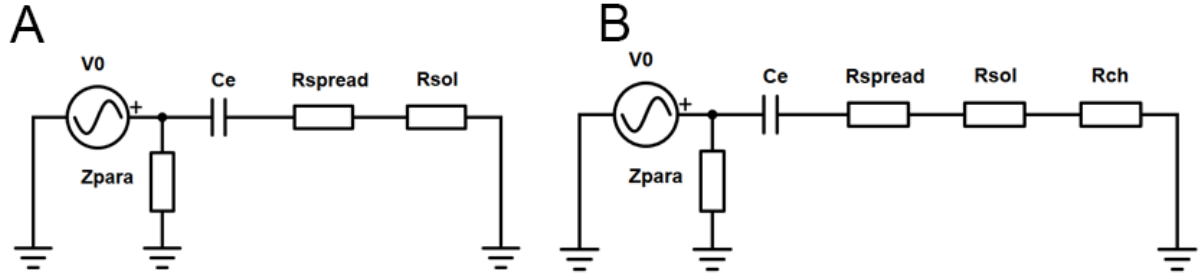 A
V0
+
Ce
Rspread
Rsol
Zpara
B
V0
+
Ce
Rspread
Rsol
Rch
Zpara